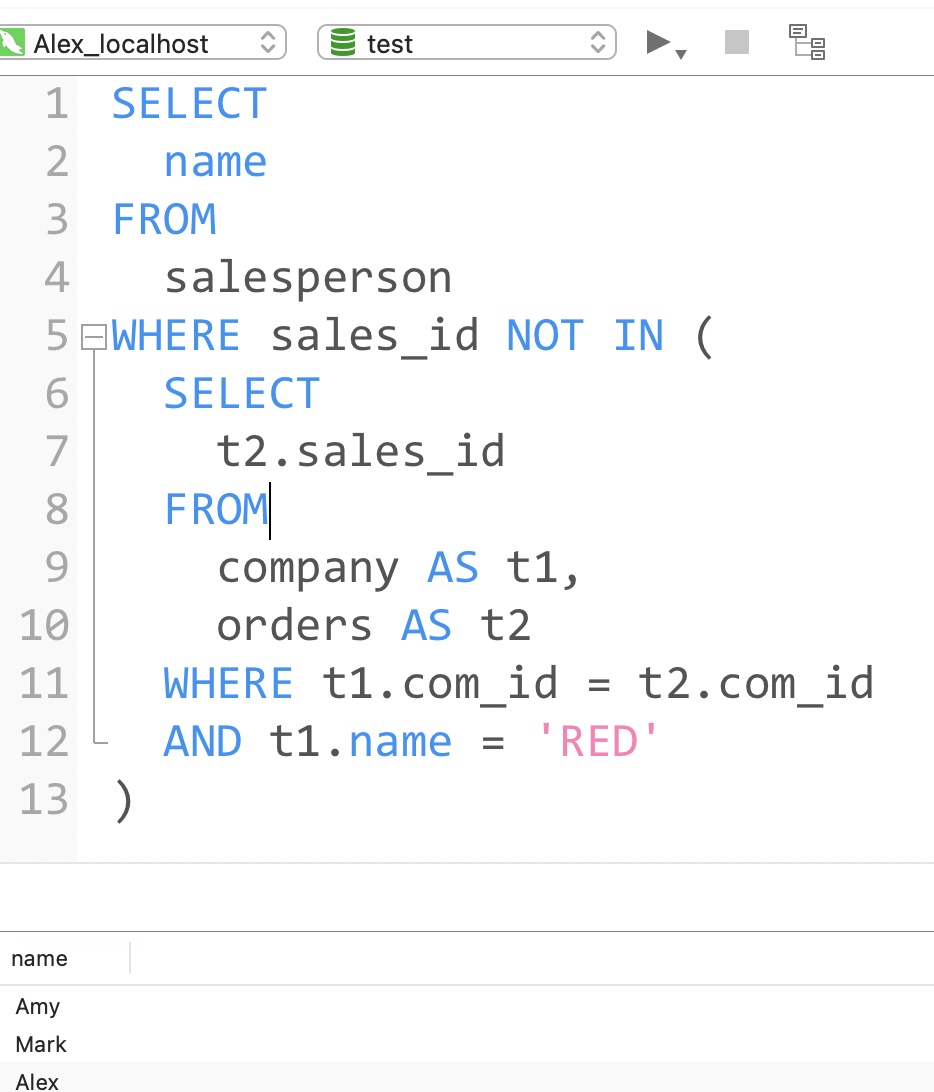 Alex_localhost test
1 SELECT
2 name
3 FROM
4 salesperson
5 WHERE sales_id NOT IN (
6 SELECT
7 t2.sales_id
8 FROM
9 company AS t1,
10 orders AS t2
11 WHERE t1.com_id = t2.com_id
12 AND t1.name = 'RED'
13 )
name
Amy
Mark
Alex